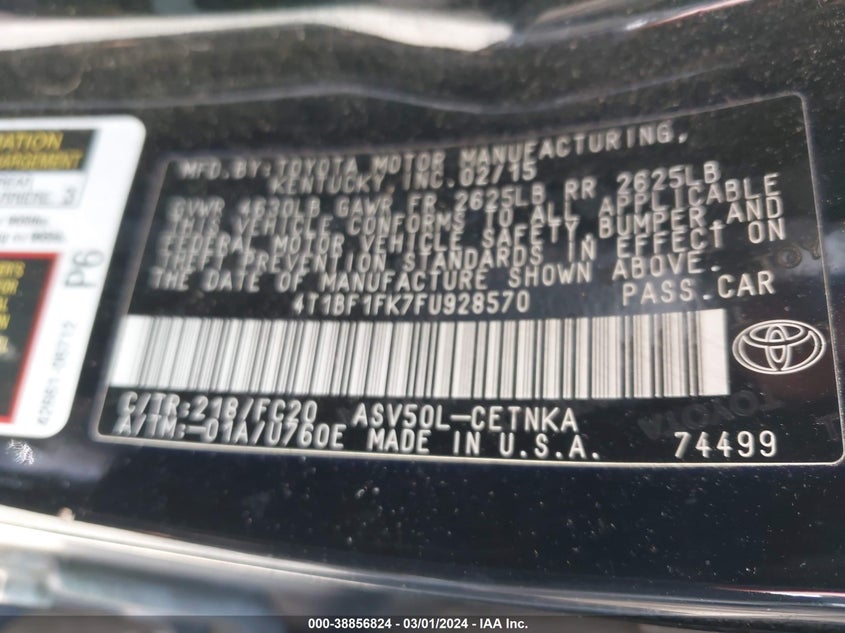 MFD.BY:TOYOTA MOTOR MANUFACTURING,
KENTUCKY, INC.02/15
GVWR 4630LB GAWR FR 2625LB RR 2625LB
THIS VEHICLE CONFORMS TO ALL APPLICABLE
FEDERAL MOTOR VEHICLE SAFETY, BUMPER,AND
THEFT PREVENTION STANDARDS IN EFFECT ON
THE DATE OF MANUFACTURE SHOWN ABOVE.
4T1BF1FK7FU928570 PASS.CAR
C/TR:218/FC20 ASV50L-CETNKA
A/TM:-01A/U760E MADE IN U.S.A. 74499
P6
42661-06712
TOYOTA
000-38856824 - 03/01/2024 - IAA Inc.